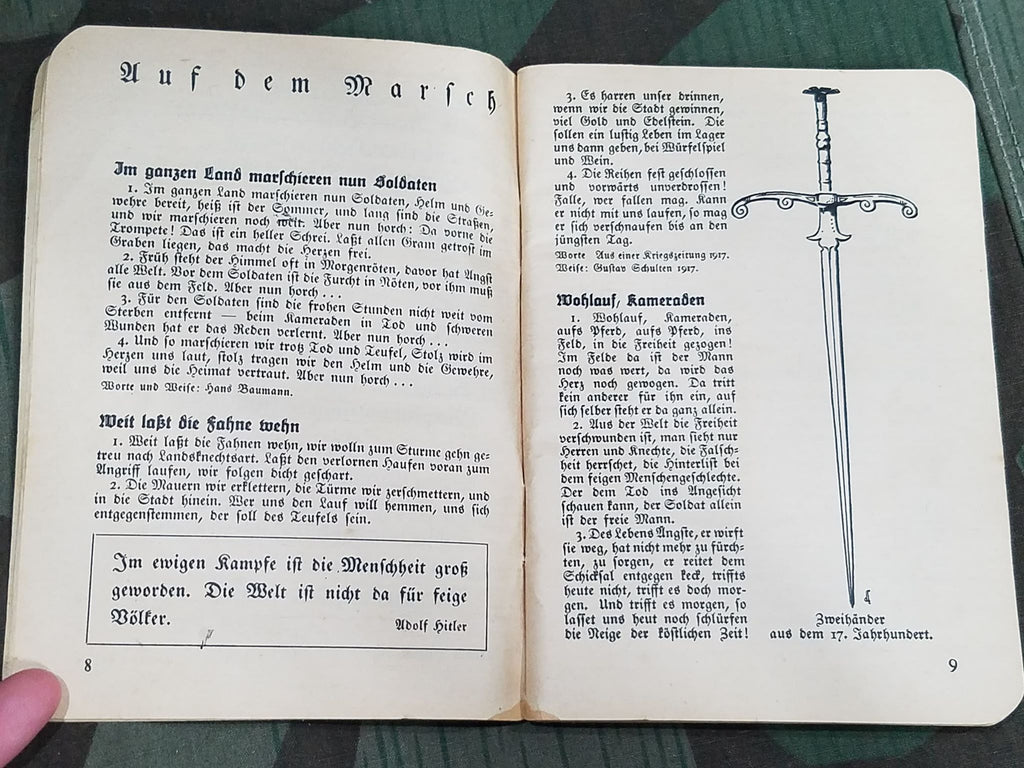 Auf dem Marsch
Im ganzen Land marschieren nun Soldaten
1. Im ganzen Land marschieren nun Soldaten, Helm und Ge-
wehre bereit, heiß ist der Sommer, und lang sind die Straßen,
und wir marschieren noch weit. Aber nun horch: Da vorne die
Trompete! Das ist ein heller Schrei. Laßt allen Gram getrost im
Graben liegen, das macht die Herzen frei.
2. Früh steht der Himmel oft in Morgenröten, davor hat Angst
alle Welt. Vor dem Soldaten ist die Furcht in Nöten, vor ihm muß
sie aus dem Feld. Aber nun horch ...
3. Für den Soldaten sind die frohen Stunden nicht weit vom
Sterben entfernt — beim Kameraden in Tod und schweren
Wunden hat er das Reden verlernt. Aber nun horch ...
4. Und so marschieren wir trotz Tod und Teufel, Stolz wird im
Herzen uns laut, stolz tragen wir den Helm und die Gewehre,
weil uns die Heimat vertraut. Aber nun horch ...
Worte und Weise: Hans Baumann.
Weit laßt die Fahne wehn
1. Weit laßt die Fahnen wehn, wir wolln zum Sturme gehn ge-
treu nach Landsknechtsart. Laßt den verlornen Haufen voran zum
Angriff laufen, wir folgen dicht geschart.
2. Die Mauern wir erklettern, die Türme wir zerschmettern, und
in die Stadt hinein. Wer uns den Lauf will hemmen, uns sich
entgegenstemmen, der soll des Teufels sein.
Im ewigen Kampfe ist die Menschheit groß
geworden. Die Welt ist nicht da für feige
Völker.
Adolf Hitler
8
3. Es harren unser drinnen,
wenn wir die Stadt gewinnen,
viel Gold und Edelstein. Die
sollen ein lustig Leben im Lager
uns dann geben, bei Würfelspiel
und Wein.
4. Die Reihen fest geschlossen
und vorwärts unverdrossen!
Falle, wer fallen mag. Kann
er nicht mit uns laufen, so mag
er sich verschnaufen bis an den
jüngsten Tag.
Worte Aus einer Kriegszeitung 1917.
Weise: Gustav Schulten 1917.
Wohlauf, Kameraden
1. Wohlauf, Kameraden,
aufs Pferd, aufs Pferd, ins
Feld, in die Freiheit gezogen!
Im Felde da ist der Mann
noch was wert, da wird das
Herz noch gewogen. Da tritt
kein anderer für ihn ein, auf
sich selber steht er da ganz allein.
2. Aus der Welt die Freiheit
verschwunden ist, man sieht nur
Herren und Knechte, die Falsch-
heit herrschet, die Hinterlist bei
dem feigen Menschengeschlechte.
Der dem Tod ins Angesicht
schauen kann, der Soldat allein
ist der freie Mann.
3. Des Lebens Ängste, er wirft
sie weg, hat nicht mehr zu fürch-
ten, zu sorgen, er reitet dem
Schicksal entgegen keck, triffts
heute nicht, trifft es doch mor-
gen. Und trifft es morgen, so
lasset uns heut noch schlürfen
die Neige der köstlichen Zeit!
Zweihänder
aus dem 17. Jahrhundert.
9